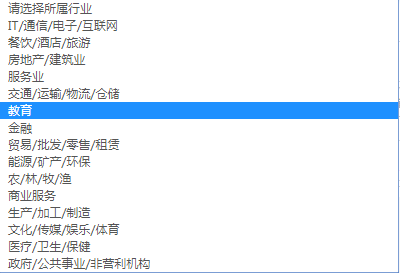 请选择所属行业
IT/通信/电子/互联网
餐饮/酒店/旅游
房地产/建筑业
服务业
交通/运输/物流/仓储
教育
金融
贸易/批发/零售/租赁
能源/矿产/环保
农/林/牧/渔
商业服务
生产/加工/制造
文化/传媒/娱乐/体育
医疗/卫生/保健
政府/公共事业/非营利机构